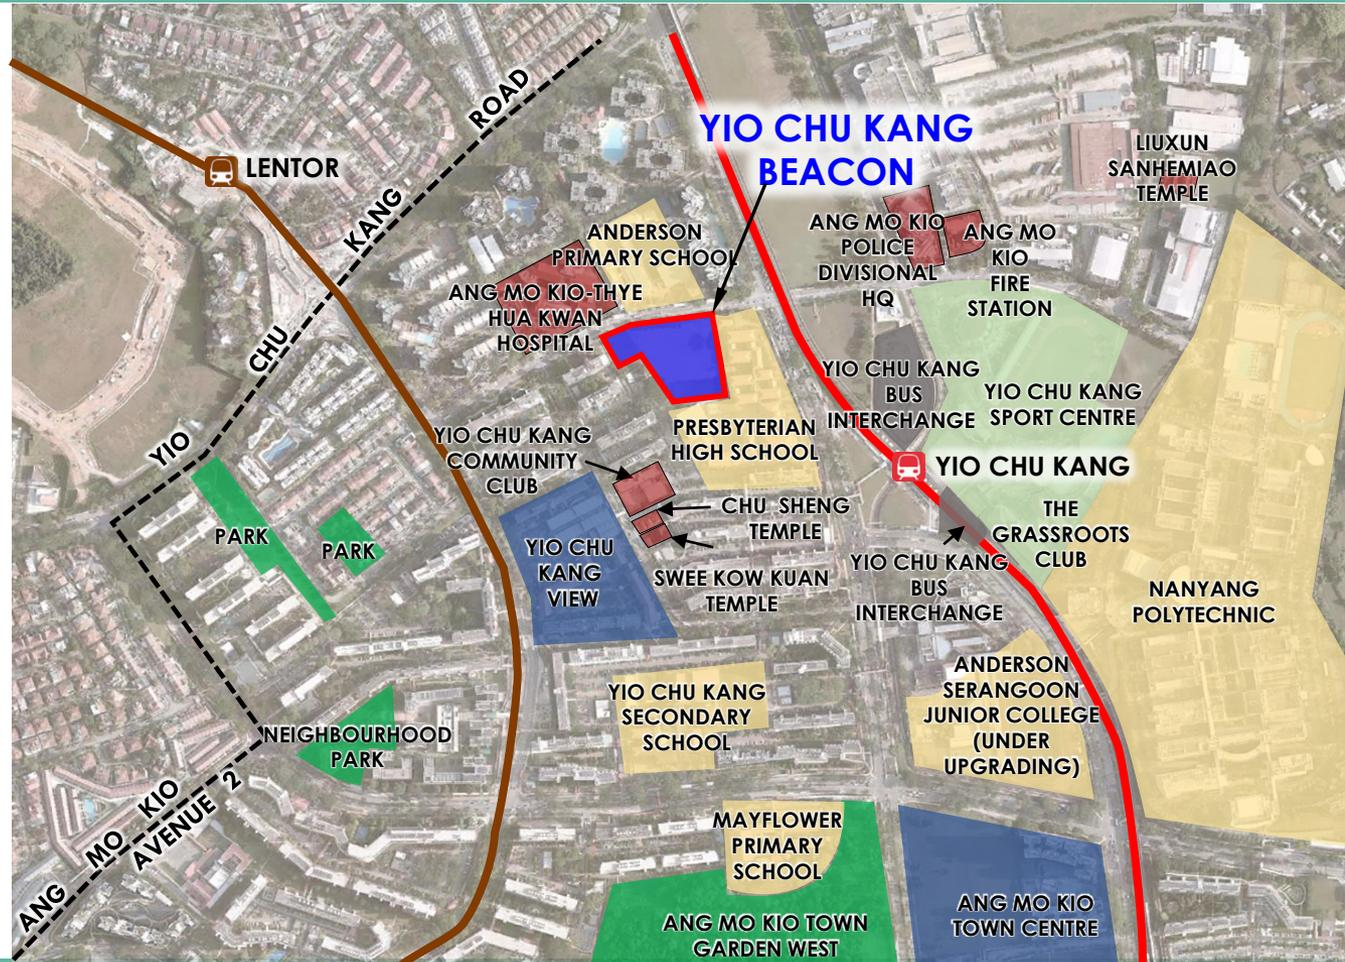 ROAD
KANG
CHU
YIO
LENTOR
YIO CHU KANG
BEACON
LIUXUN
SANHEMIAO
TEMPLE
ANDERSON
PRIMARY SCHOOL
ANG MO KIO
POLICE
DIVISIONAL
HQ
ANG MO
KIO
FIRE
STATION
ANG MO KIO-THYE
HUA KWAN
HOSPITAL
YIO CHU KANG
BUS
INTERCHANGE
YIO CHU KANG
SPORT CENTRE
PRESBYTERIAN
HIGH SCHOOL
YIO CHU KANG
COMMUNITY
CLUB
YIO CHU KANG
CHU SHENG
TEMPLE
THE
GRASSROOTS
CLUB
PARK
PARK
YIO CHU
KANG
VIEW
SWEE KOW KUAN
TEMPLE
YIO CHU KANG
BUS
INTERCHANGE
NANYANG
POLYTECHNIC
ANDERSON
SERANGOON
JUNIOR COLLEGE
(UNDER
UPGRADING)
YIO CHU KANG
SECONDARY
SCHOOL
NEIGHBOURHOOD
PARK
ANG MO KIO
AVENUE 2
MAYFLOWER
PRIMARY
SCHOOL
ANG MO KIO TOWN
GARDEN WEST
ANG MO KIO
TOWN CENTRE